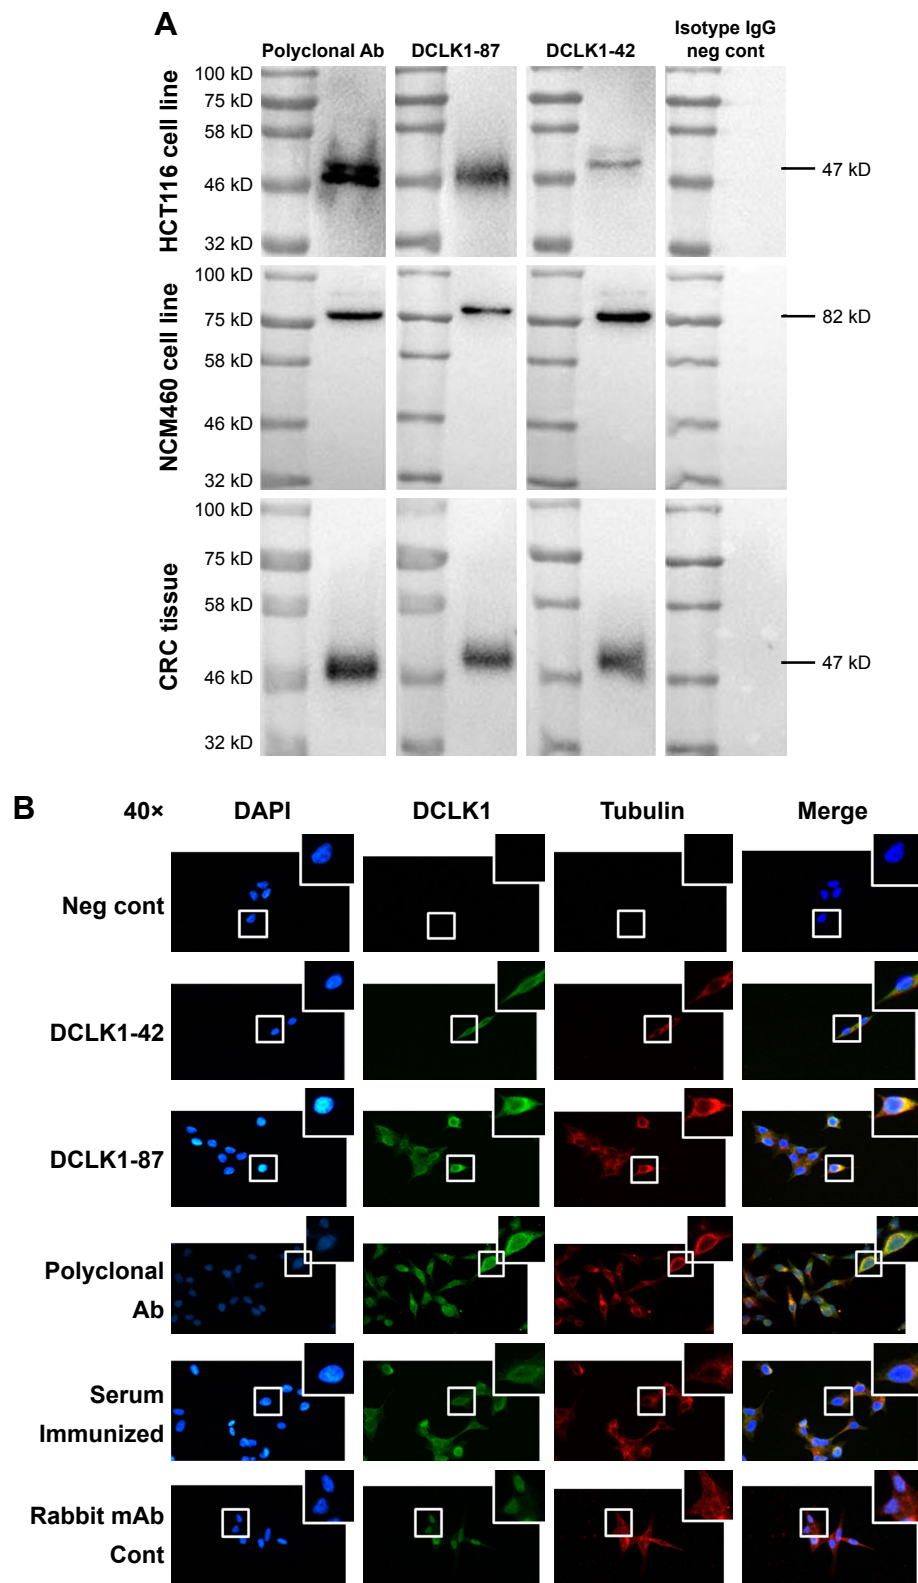 A
Polyclonal Ab
DCLK1-87
DCLK1-42
Isotype IgG
neg cont
HCT116 cell line
100 kD
75 kD
58 kD
46 kD
32 kD
47 kD
NCM460 cell line
100 kD
75 kD
58 kD
46 kD
32 kD
82 kD
CRC tissue
100 kD
75 kD
58 kD
46 kD
32 kD
47 kD
B
40×
DAPI
DCLK1
Tubulin
Merge
Neg cont
DCLK1-42
DCLK1-87
Polyclonal
Ab
Serum
Immunized
Rabbit mAb
Cont